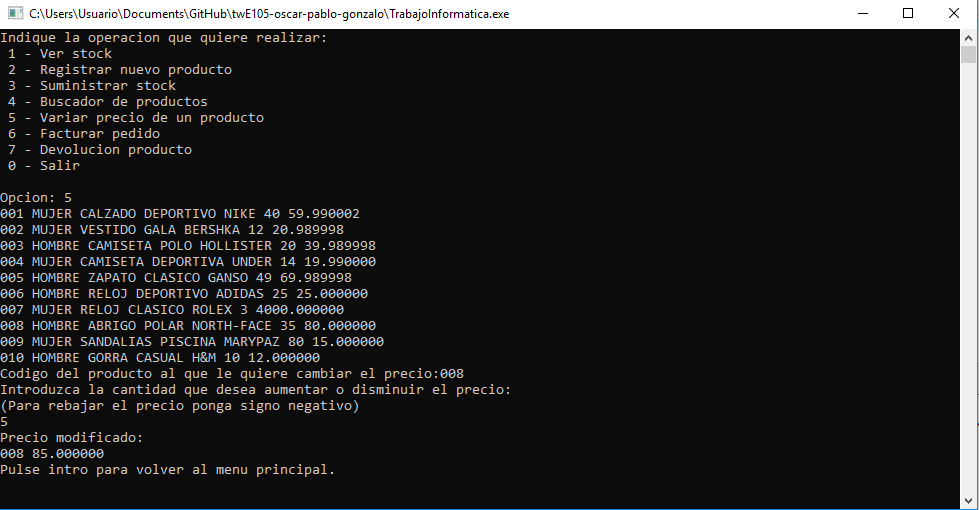 C:\Users\Usuario\Documents\GitHub\twE105-oscar-pablo-gonzalo\TrabajoInformatica.exe
Indique la operacion que quiere realizar:
1 - Ver stock
2 - Registrar nuevo producto
3 - Suministrar stock
4 - Buscador de productos
5 - Variar precio de un producto
6 - Facturar pedido
7 - Devolucion producto
0 - Salir
Opcion: 5
001 MUJER CALZADO DEPORTIVO NIKE 40 59.990002
002 MUJER VESTIDO GALA BERSHKA 12 20.989998
003 HOMBRE CAMISETA POLO HOLLISTER 20 39.989998
004 MUJER CAMISETA DEPORTIVA UNDER 14 19.990000
005 HOMBRE ZAPATO CLASICO GANSO 49 69.989998
006 HOMBRE RELOJ DEPORTIVO ADIDAS 25 25.000000
007 MUJER RELOJ CLASICO ROLEX 3 4000.000000
008 HOMBRE ABRIGO POLAR NORTH-FACE 35 80.000000
009 MUJER SANDALIAS PISCINA MARYPAZ 80 15.000000
010 HOMBRE GORRA CASUAL H&M 10 12.000000
Codigo del producto al que le quiere cambiar el precio:008
Introduzca la cantidad que desea aumentar o disminuir el precio:
(Para rebajar el precio ponga signo negativo)
5
Precio modificado:
008 85.000000
Pulse intro para volver al menu principal.